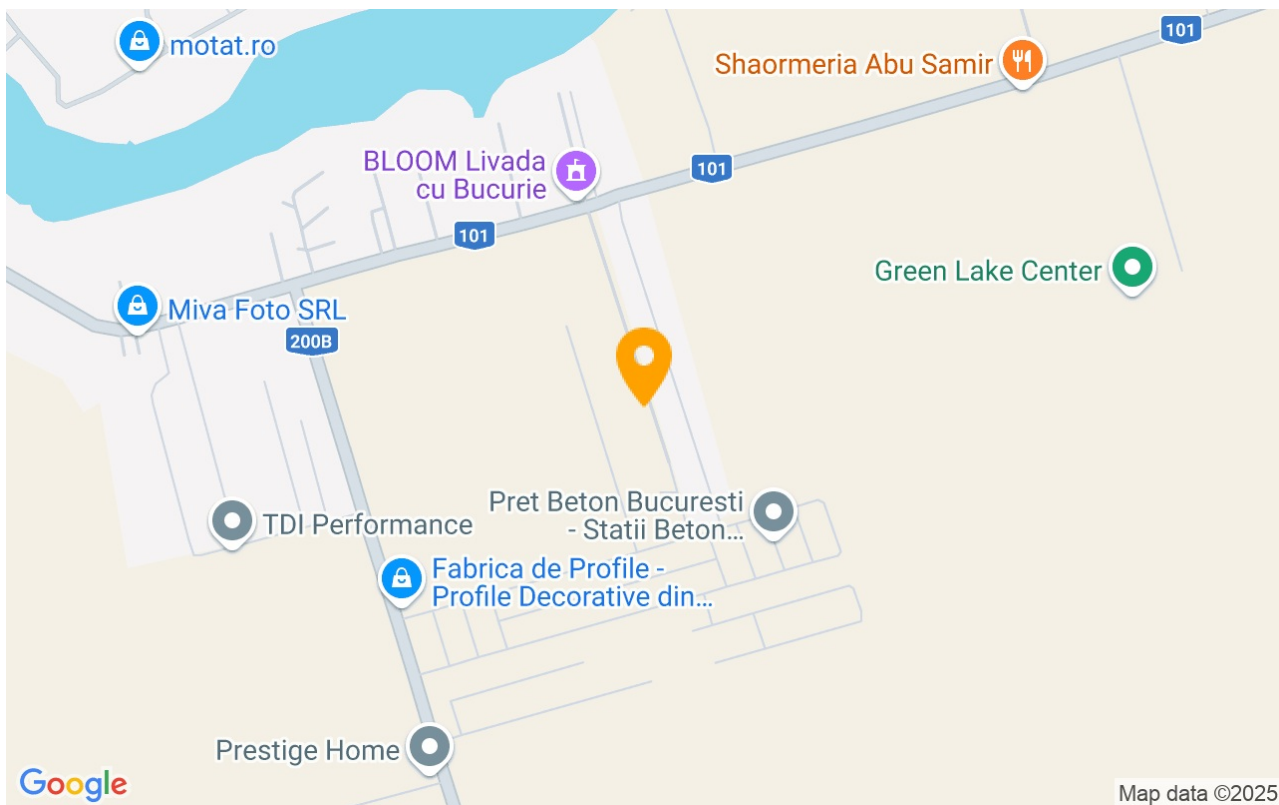 motat.ro
101
Shaormeria Abu Samir
BLOOM Livada
cu Bucurie
101
101
Green Lake Center
Miva Foto SRL
200B
Pret Beton Bucuresti
- Statii Beton...
TDI Performance
Fabrica de Profile -
Profile Decorative din...
Prestige Home
Google
Map data ©2025